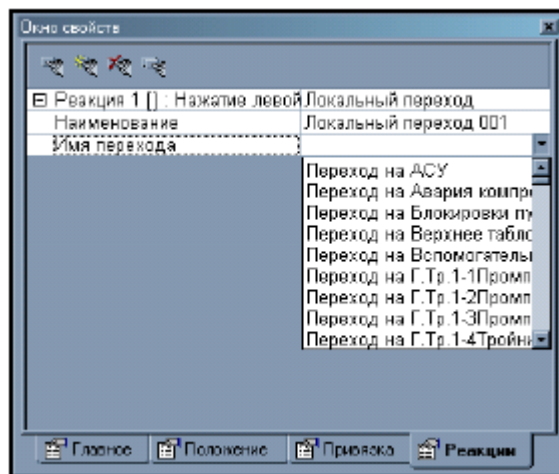 Окно свойств
Реакция 1 [] : Нажатие левой Локальный переход
Наименование Локальный переход 001
Имя перехода
Переход на АСУ
Переход на Авария компр
Переход на Блокировки пу
Переход на Верхнее табло
Переход на Вспомогательн
Переход на Г.Тр.1-1Промп
Переход на Г.Тр.1-2Промп
Переход на Г.Тр.1-3Промп
Переход на Г.Тр.1-4Тройни
Главное Положение Привязка Реакции